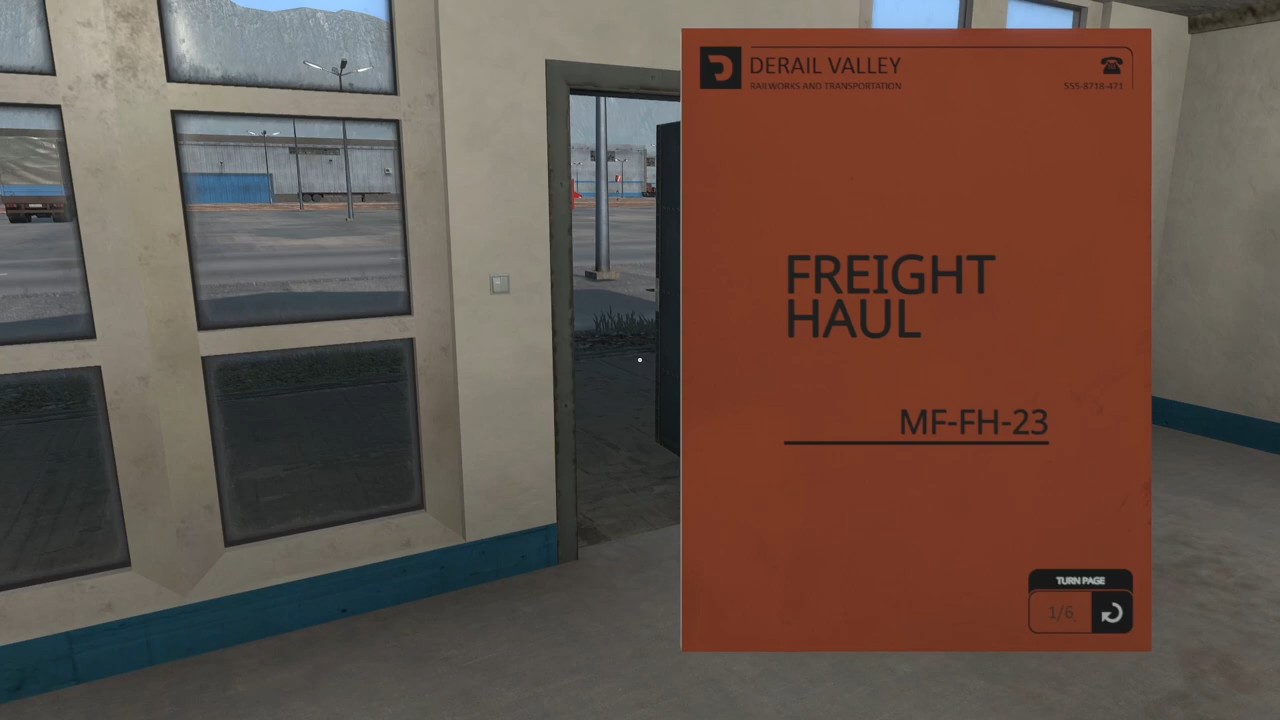 DERAIL VALLEY
RAILWORKS AND TRANSPORTATION
555-6718-471
FREIGHT
HAUL
MF-FH-23
TURN PAGE
1/6